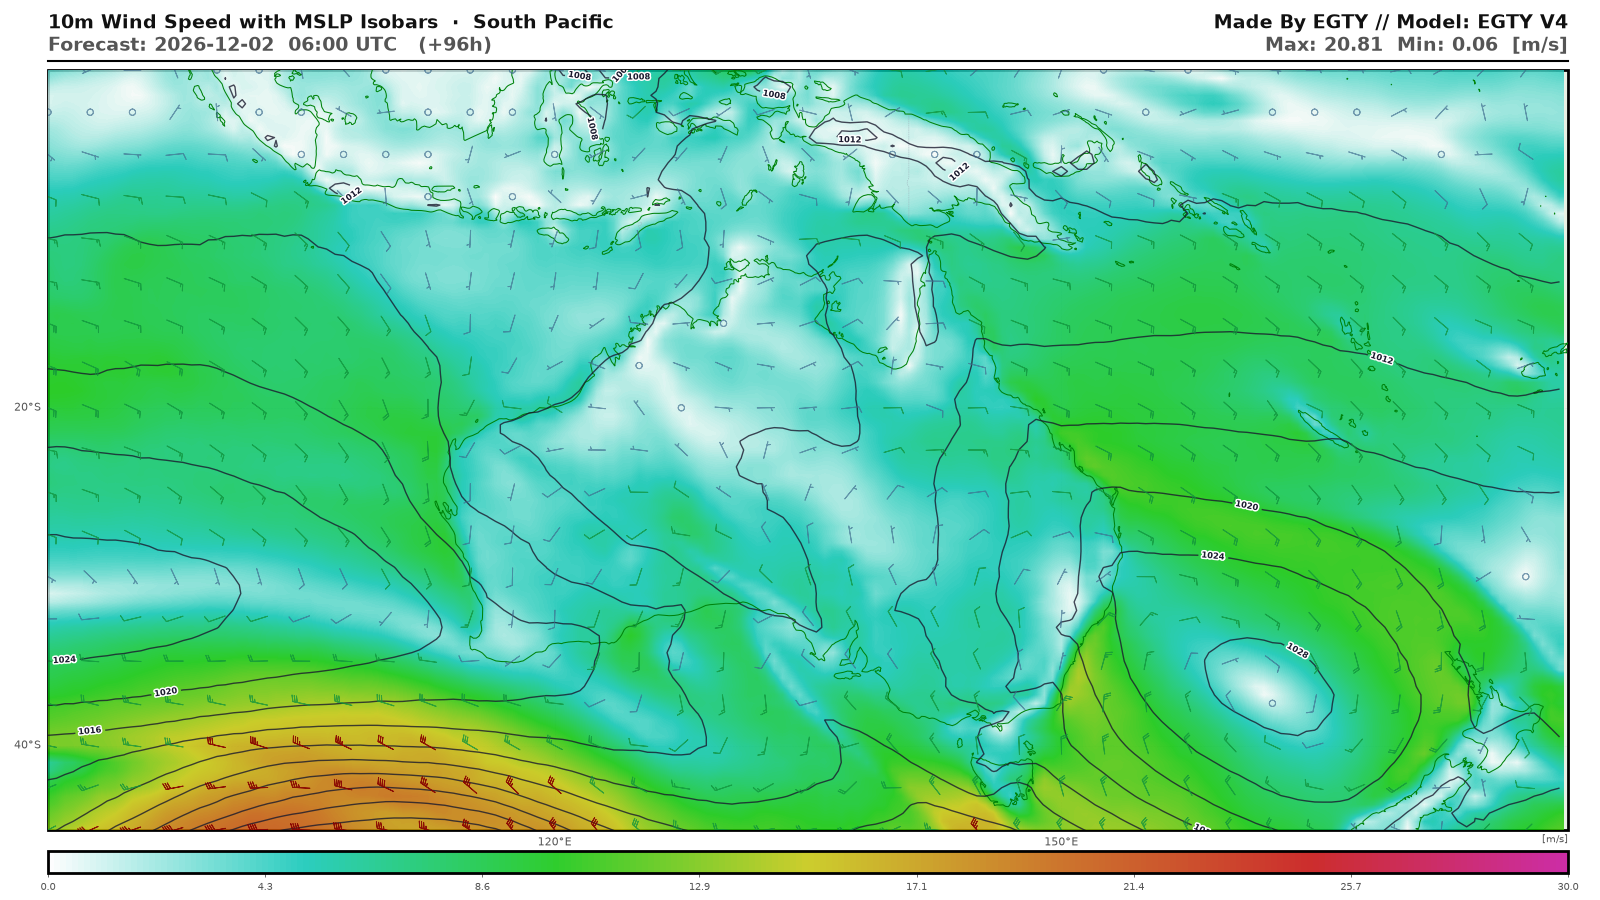 10m Wind Speed with MSLP Isobars · South Pacific
Made By EGTY // Model: EGTY V4
Forecast: 2026-12-02 06:00 UTC (+96h)
Max: 20.81 Min: 0.06 [m/s]
1008
1008
1008
1008
1012
1012
1012
20°S
1012
1020
1024
1028
1024
1020
1016
40°S
120°E
150°E
[m/s]
0.0
4.3
8.6
12.9
17.1
21.4
25.7
30.0